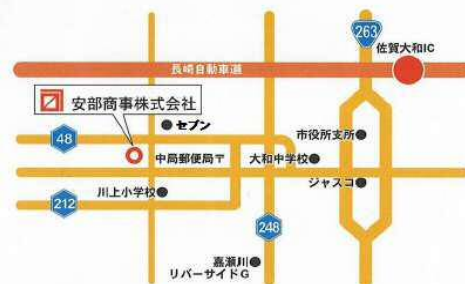 263
佐賀大和IC
長崎自動車道
安部商事株式会社
セブン
48
市役所支所
中局郵便局〒
大和中学校
ジャスコ
川上小学校
212
248
嘉瀬川
リバーサイドG